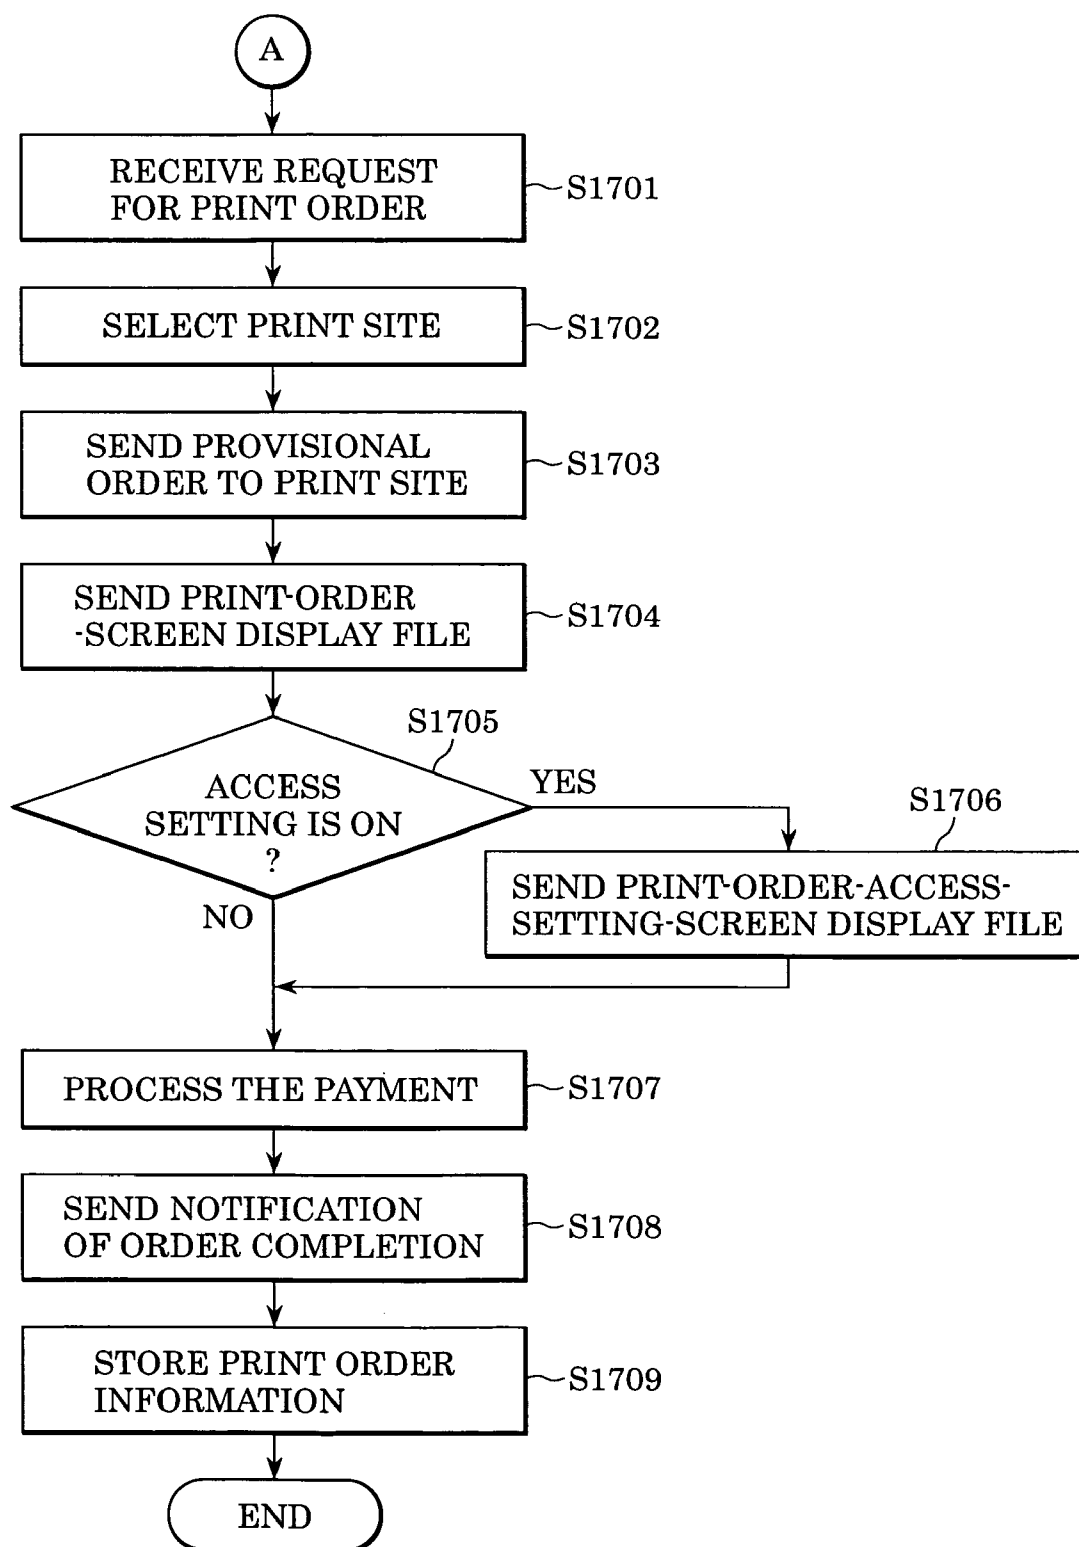 A
RECEIVE REQUEST
FOR PRINT ORDER
S1701
SELECT PRINT SITE
S1702
SEND PROVISIONAL
ORDER TO PRINT SITE
S1703
SEND PRINT-ORDER
-SCREEN DISPLAY FILE
S1704
S1705
ACCESS
SETTING IS ON
?
YES
NO
S1706
SEND PRINT-ORDER-ACCESS-
SETTING-SCREEN DISPLAY FILE
PROCESS THE PAYMENT
S1707
SEND NOTIFICATION
OF ORDER COMPLETION
S1708
STORE PRINT ORDER
INFORMATION
S1709
END